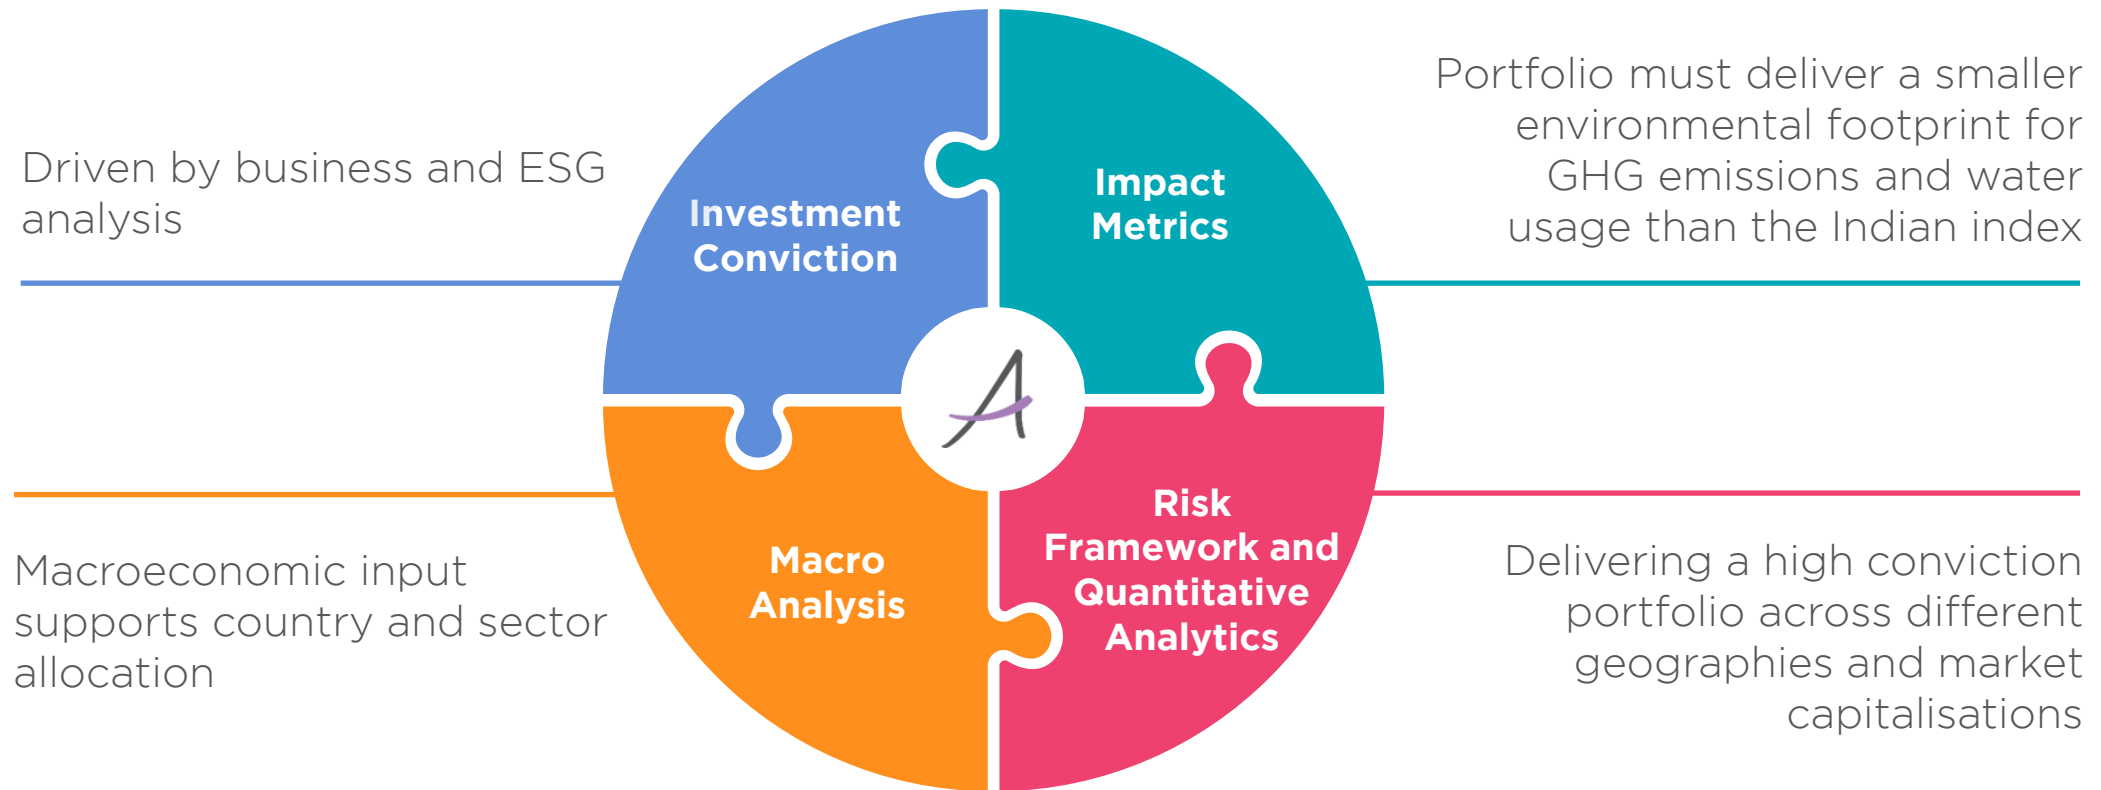 Driven by business and ESG
analysis
Investment
Conviction
Impact
Metrics
Portfolio must deliver a smaller
environmental footprint for
GHG emissions and water
usage than the Indian index
A
Macroeconomic input
supports country and sector
allocation
Macro
Analysis
Risk
Framework and
Quantitative
Analytics
Delivering a high conviction
portfolio across different
geographies and market
capitalisations